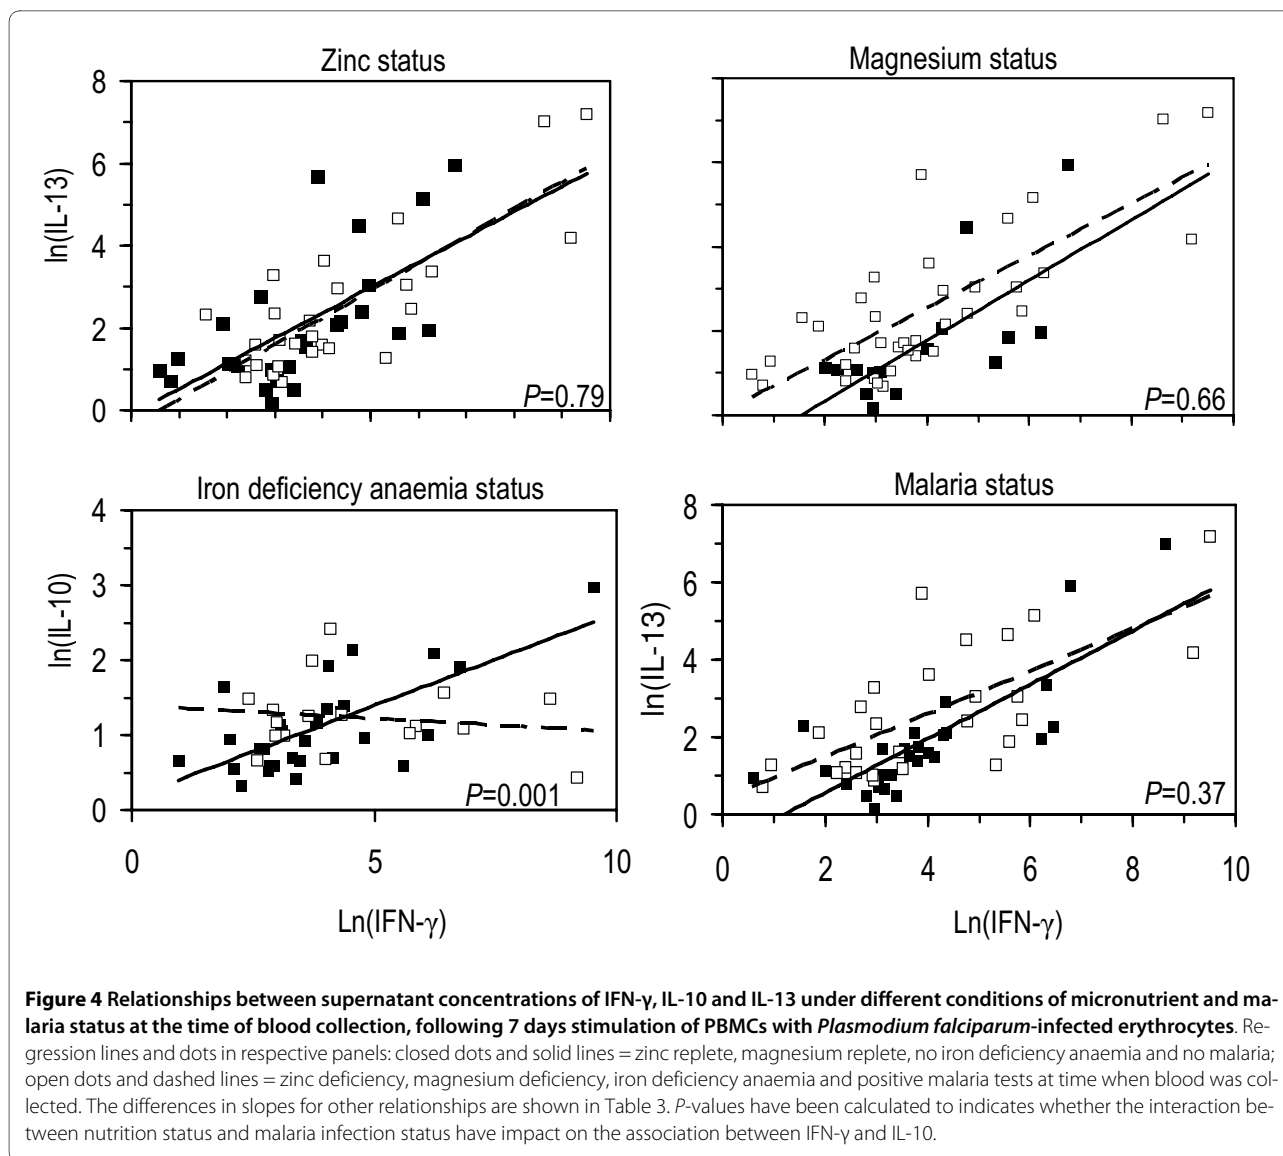 Zinc status
Magnesium status
8
6
4
2
0
ln(IL-13)
P=0.79
P=0.66
Iron deficiency anaemia status
Malaria status
4
3
2
1
0
ln(IL-10)
P=0.001
0 5 10
Ln(IFN-γ)
8
6
4
2
0
ln(IL-13)
P=0.37
0 2 4 6 8 10
Ln(IFN-γ)
Figure 4 Relationships between supernatant concentrations of IFN-γ, IL-10 and IL-13 under different conditions of micronutrient and ma-
laria status at the time of blood collection, following 7 days stimulation of PBMCs with Plasmodium falciparum-infected erythrocytes. Re-
gression lines and dots in respective panels: closed dots and solid lines = zinc replete, magnesium replete, no iron deficiency anaemia and no malaria;
open dots and dashed lines = zinc deficiency, magnesium deficiency, iron deficiency anaemia and positive malaria tests at time when blood was col-
lected. The differences in slopes for other relationships are shown in Table 3. P-values have been calculated to indicates whether the interaction be-
tween nutrition status and malaria infection status have impact on the association between IFN-γ and IL-10.